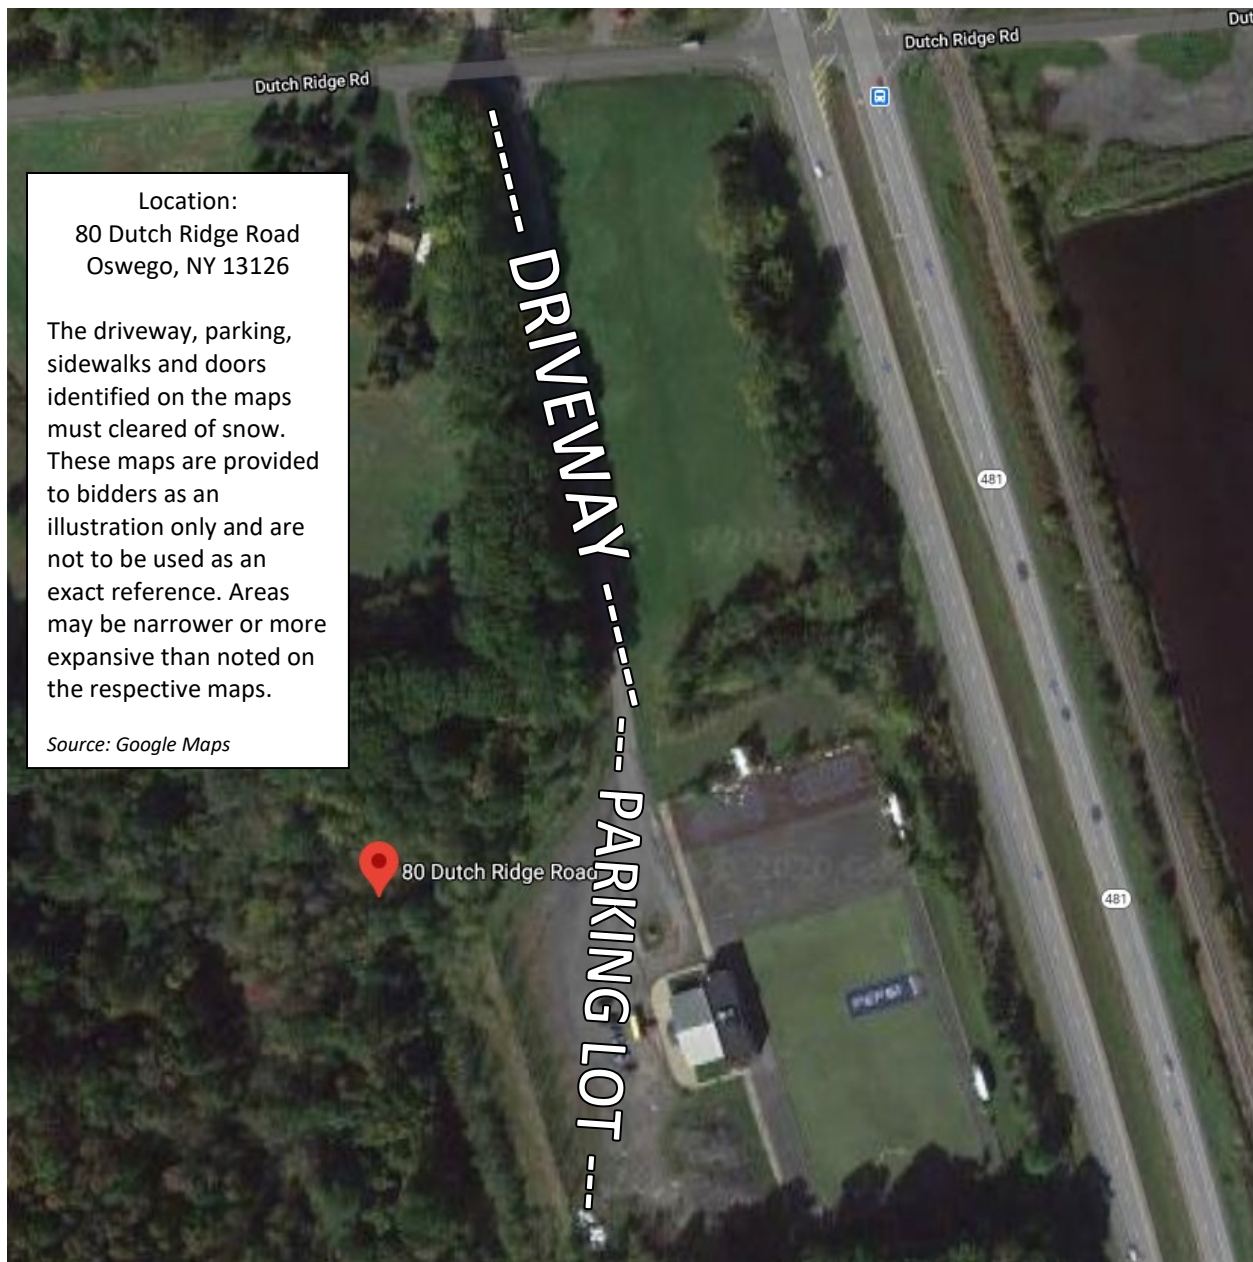 Dutch Ridge Rd
Dutch Ridge Rd
Dut
Location:
80 Dutch Ridge Road
Oswego, NY 13126
The driveway, parking,
sidewalks and doors
identified on the maps
must cleared of snow.
These maps are provided
to bidders as an
illustration only and are
not to be used as an
exact reference. Areas
may be narrower or more
expansive than noted on
the respective maps.
Source: Google Maps
------ DRIVEWAY ------
481
--- PARKING LOT ---
80 Dutch Ridge Road
481
PEPSI